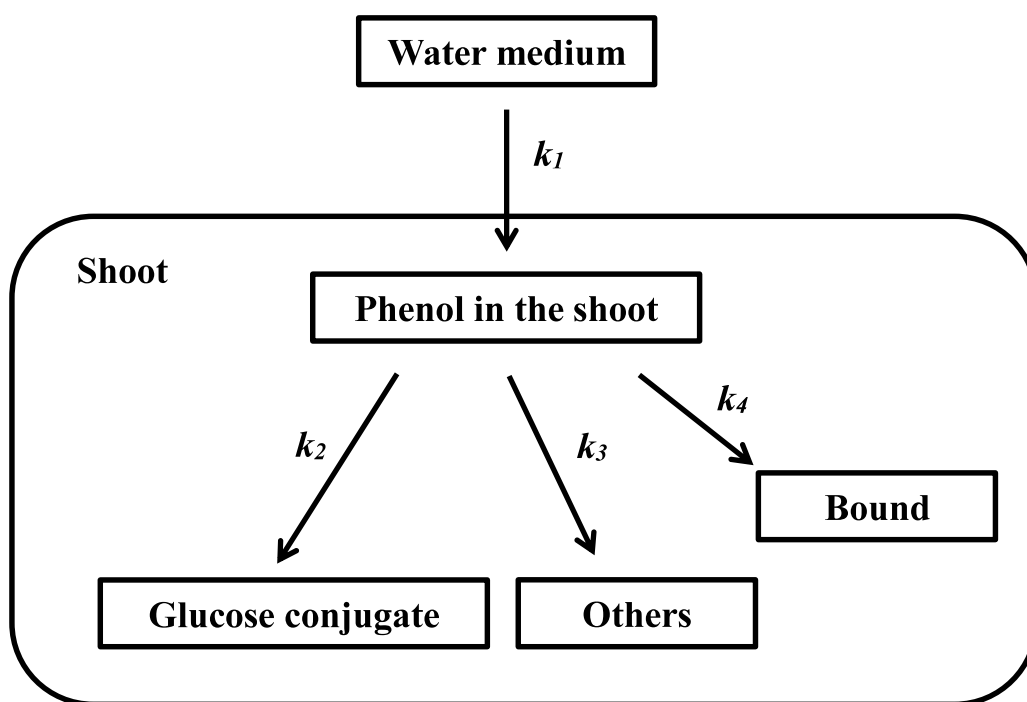 Water medium
k1
Shoot
Phenol in the shoot
k4
k2
k3
Bound
Glucose conjugate
Others